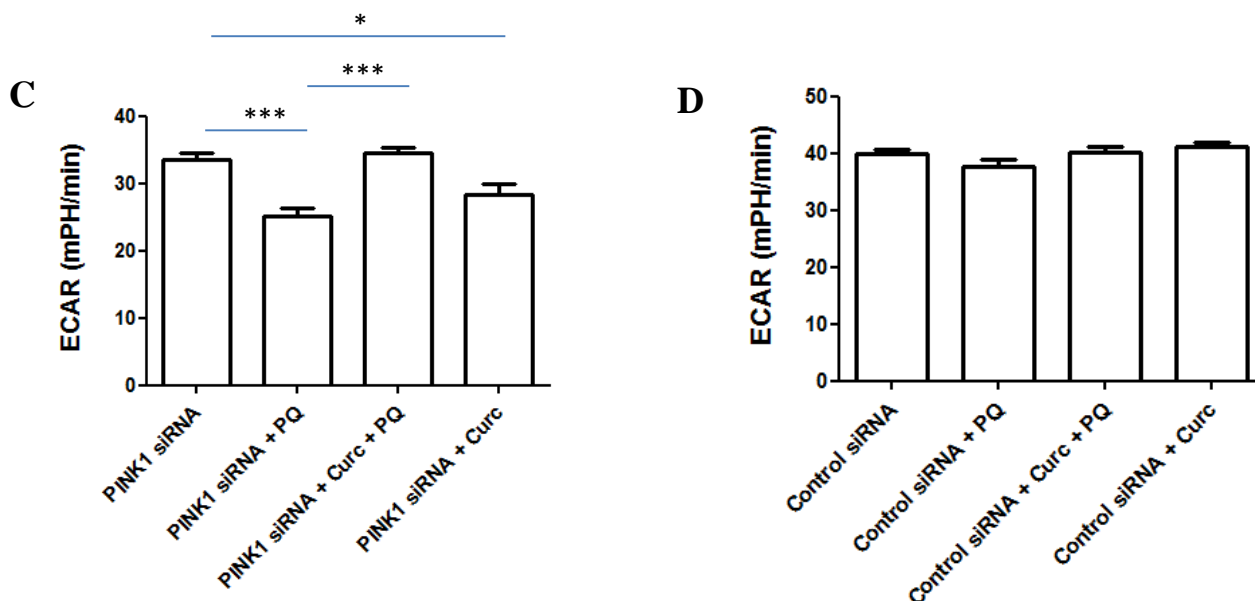 *
***
***
C
ECAR (mPH/min)
40
30
20
10
0
PINK1 siRNA
PINK1 siRNA + PQ
PINK1 siRNA + Curc + PQ
PINK1 siRNA + Curc
D
ECAR (mPH/min)
50
40
30
20
10
0
Control siRNA
Control siRNA + PQ
Control siRNA + Curc + PQ
Control siRNA + Curc